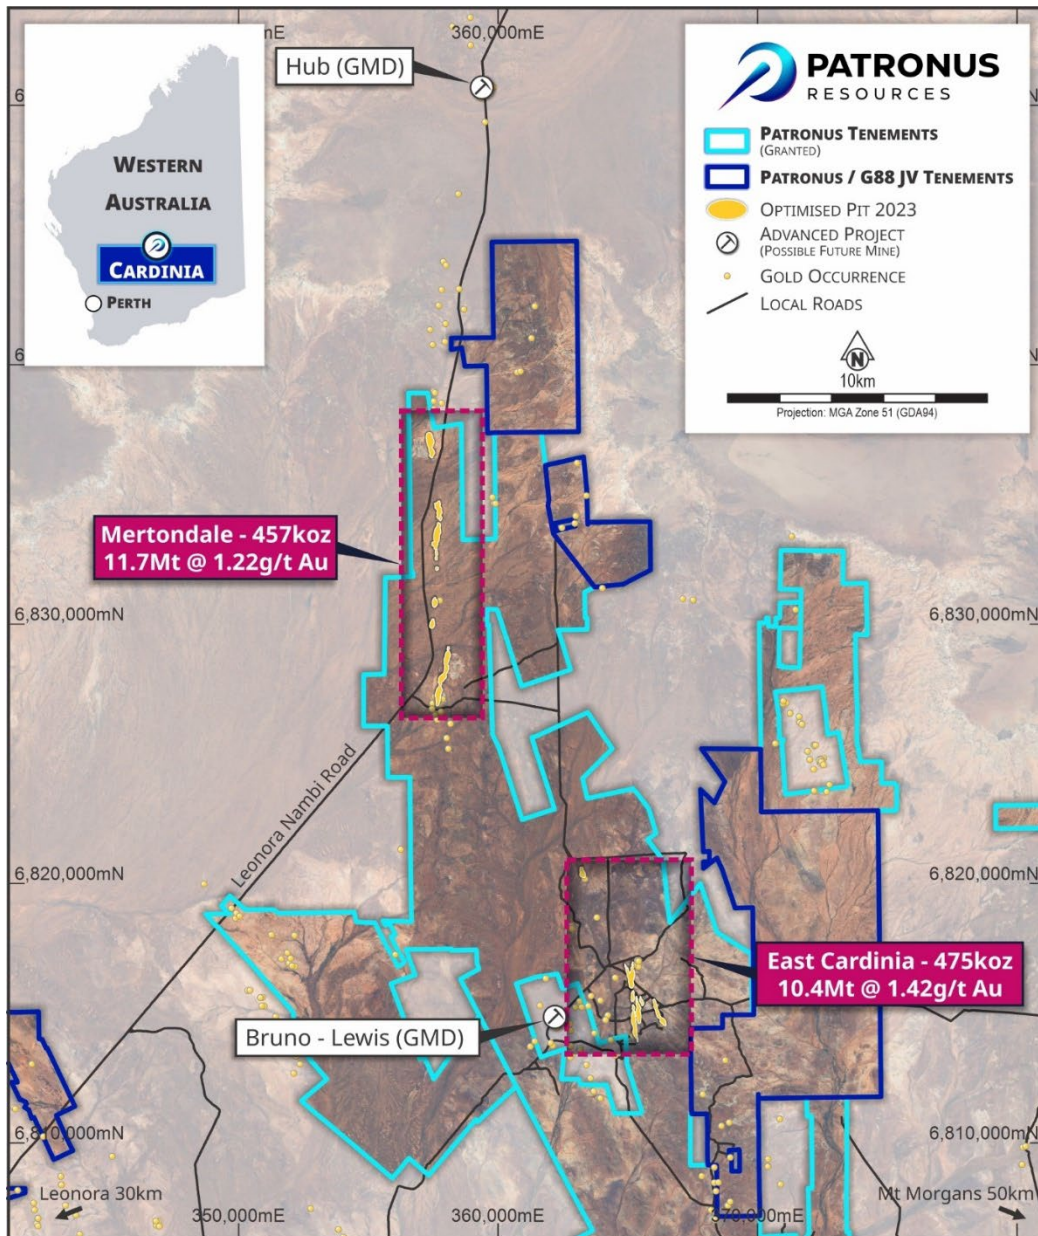 360,000mE
Hub (GMD)
WESTERN
AUSTRALIA
CARDINIA
PERTH
PATRONUS
RESOURCES
PATRONUS TENEMENTS
(GRANTED)
PATRONUS / G88 JV TENEMENTS
OPTIMISED PIT 2023
ADVANCED PROJECT
(POSSIBLE FUTURE MINE)
GOLD OCCURRENCE
LOCAL ROADS
N
10km
Projection: MGA Zone 51 (GDA94)
Mertondale - 457koz
11.7Mt @ 1.22g/t Au
6,830,000mN
6,830,000mN
Leonora Nambi Road
6,820,000mN
6,820,000mN
East Cardinia - 475koz
10.4Mt @ 1.42g/t Au
Bruno - Lewis (GMD)
6,810,000mN
6,810,000mN
Leonora 30km
Mt Morgans 50km
350,000mE
360,000mE
370,000mE